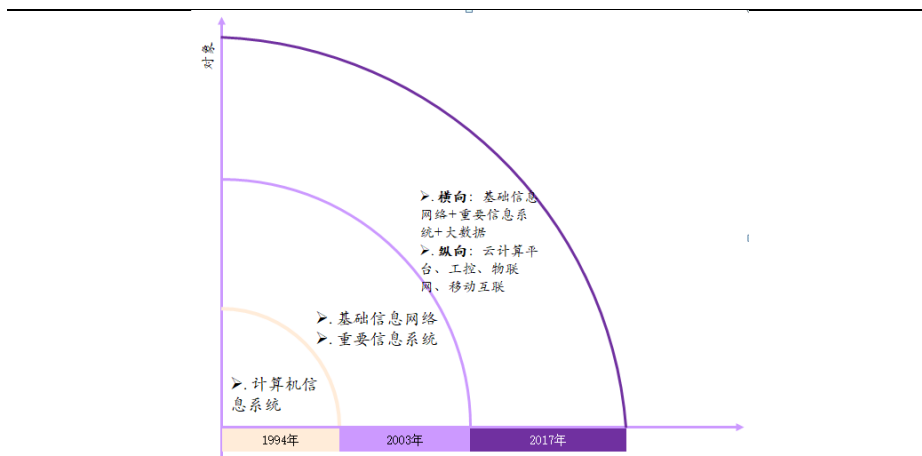 对象
➢.横向：基础信息
网络+重要信息系
统+大数据
➢.纵向：云计算平
台、工控、物联
网、移动互联
➢.基础信息网络
➢.重要信息系统
➢.计算机信
息系统
1994年
2003年
2017年